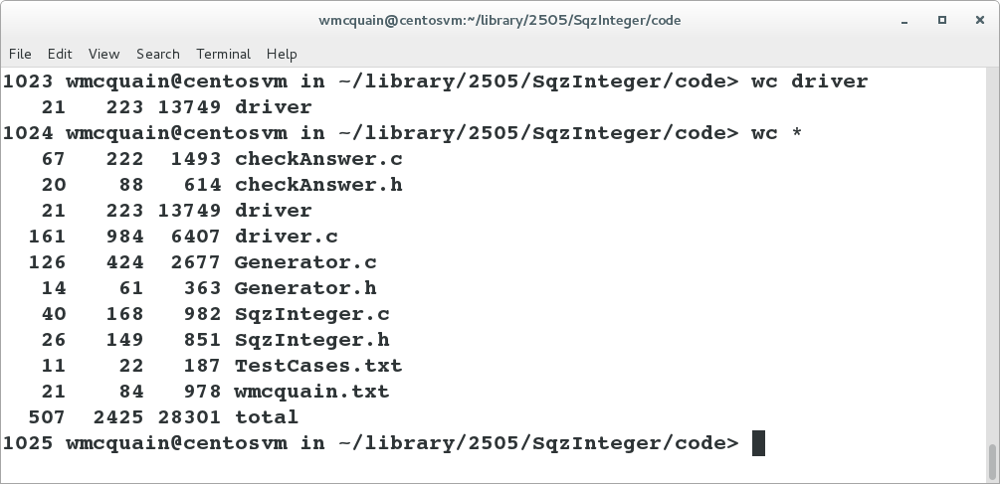 wmcquain@centosvm:~/library/2505/SqzInteger/code
File Edit View Search Terminal Help
1023 wmcquain@centosvm in ~/library/2505/SqzInteger/code> wc driver
   21   223 13749 driver
1024 wmcquain@centosvm in ~/library/2505/SqzInteger/code> wc *
   67   222  1493 checkAnswer.c
   20    88   614 checkAnswer.h
   21   223 13749 driver
  161   984  6407 driver.c
  126   424  2677 Generator.c
   14    61   363 Generator.h
   40   168   982 SqzInteger.c
   26   149   851 SqzInteger.h
   11    22   187 TestCases.txt
   21    84   978 wmcquain.txt
  507  2425 28301 total
1025 wmcquain@centosvm in ~/library/2505/SqzInteger/code>